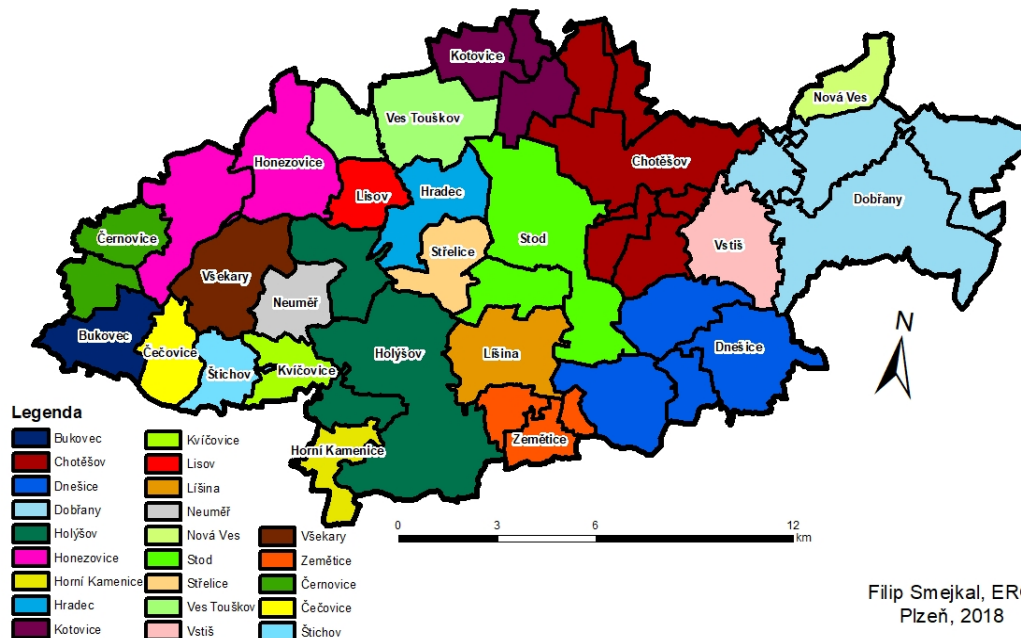 Kotovice
Nová Ves
Ves Touškov
Honezovice
Chotěšov
Lisov
Hradec
Dobřany
Černovice
Střelice
Stod
Vstiš
Všekary
Neuměř
Bukovec
Čečovice
Holýšov
Líšina
Dnešice
Štichov
Kvíčovice
Horní Kamenice
Zemětice
N
Legenda
Bukovec
Chotěšov
Dnešice
Dobřany
Holýšov
Honezovice
Horní Kamenice
Hradec
Kotovice
Kvíčovice
Lisov
Líšina
Neuměř
Nová Ves
Stod
Střelice
Ves Touškov
Vstiš
Všekary
Zemětice
Černovice
Čečovice
Štichov
0 3 6 12
km
Filip Smejkal, ER
Plzeň, 2018